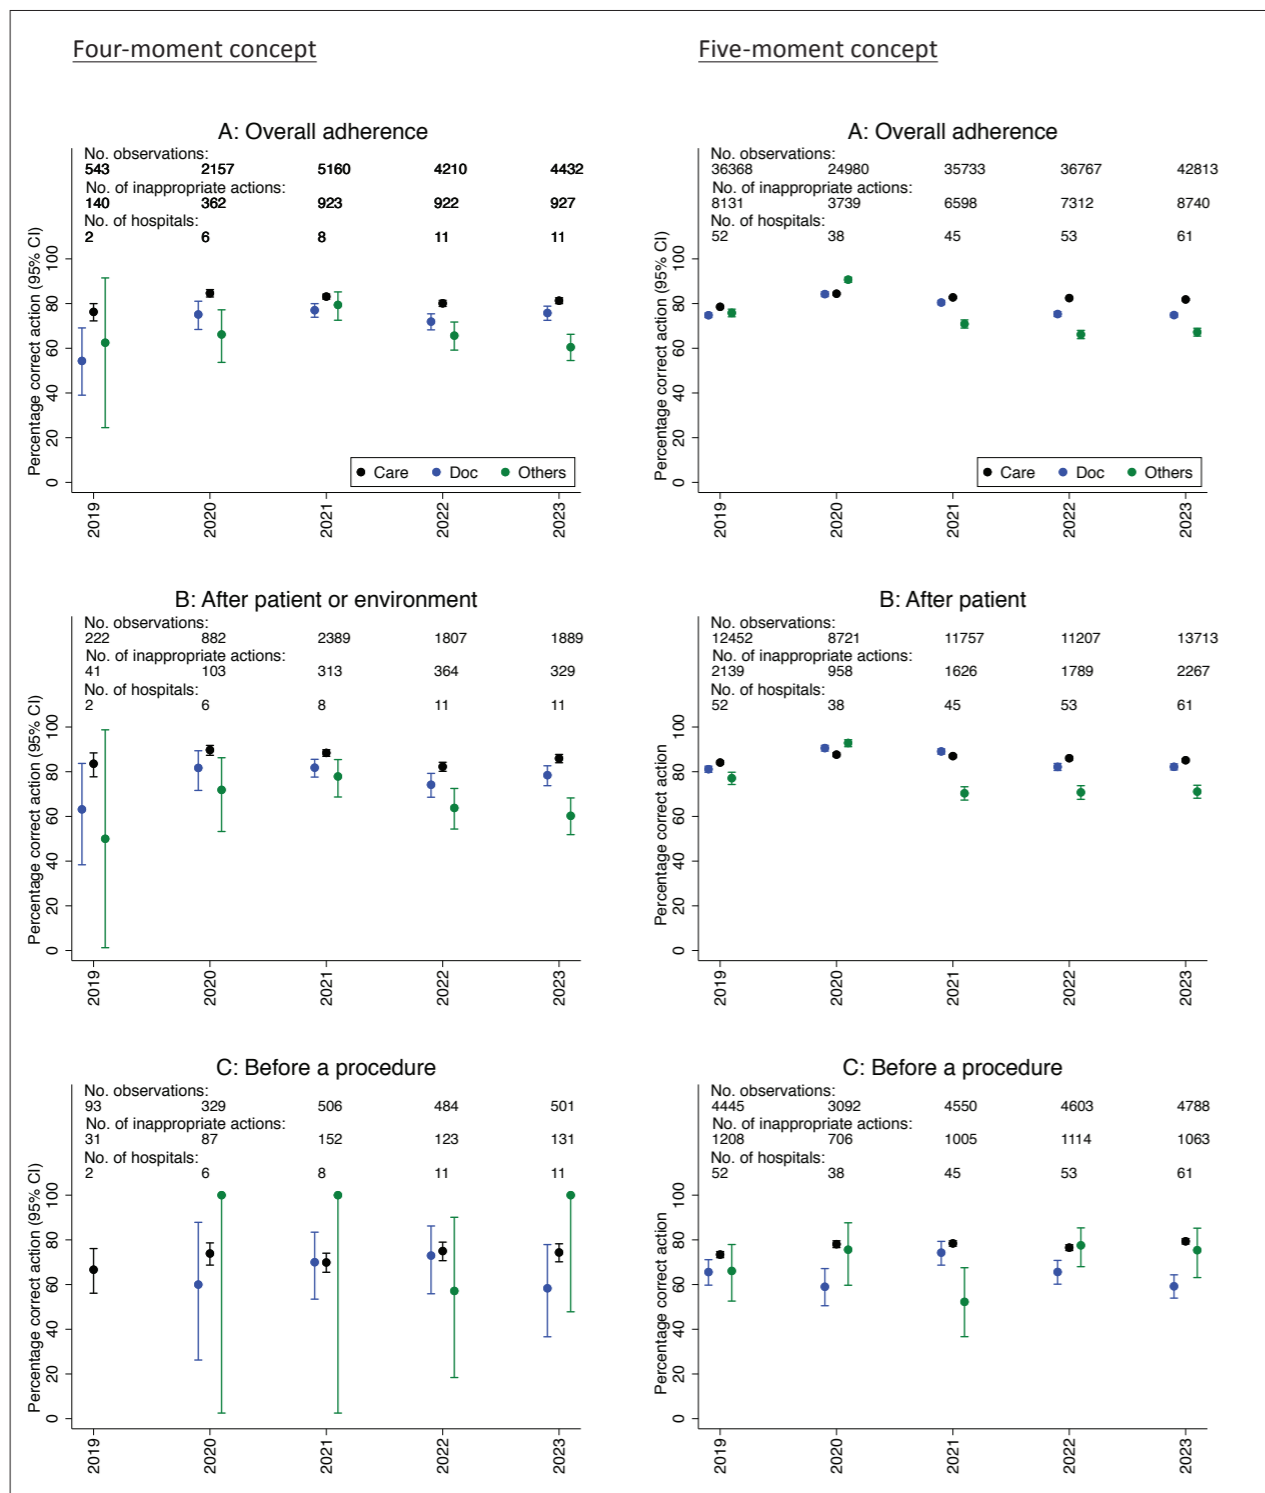 Four-moment concept
A: Overall adherence
No. observations:
543 2157 5160 4210 4432
No. of inappropriate actions:
140 362 923 922 927
No. of hospitals:
2 6 8 11 11
Percentage correct action (95% CI)
100
80
60
40
20
0
Care Doc Others
2019 2020 2021 2022 2023
B: After patient or environment
No. observations:
222 882 2389 1807 1889
No. of inappropriate actions:
41 103 313 364 329
No. of hospitals:
2 6 8 11 11
Percentage correct action (95% CI)
100
80
60
40
20
0
2019 2020 2021 2022 2023
C: Before a procedure
No. observations:
93 329 506 484 501
No. of inappropriate actions:
31 87 152 123 131
No. of hospitals:
2 6 8 11 11
Percentage correct action (95% CI)
100
80
60
40
20
0
2019 2020 2021 2022 2023
Five-moment concept
A: Overall adherence
No. observations:
36368 24980 35733 36767 42813
No. of inappropriate actions:
8131 3739 6598 7312 8740
No. of hospitals:
52 38 45 53 61
Percentage correct action (95% CI)
100
80
60
40
20
0
Care Doc Others
2019 2020 2021 2022 2023
B: After patient
No. observations:
12452 8721 11757 11207 13713
No. of inappropriate actions:
2139 958 1626 1789 2267
No. of hospitals:
52 38 45 53 61
Percentage correct action
100
80
60
40
20
0
2019 2020 2021 2022 2023
C: Before a procedure
No. observations:
4445 3092 4550 4603 4788
No. of inappropriate actions:
1208 706 1005 1114 1063
No. of hospitals:
52 38 45 53 61
Percentage correct action
100
80
60
40
20
0
2019 2020 2021 2022 2023